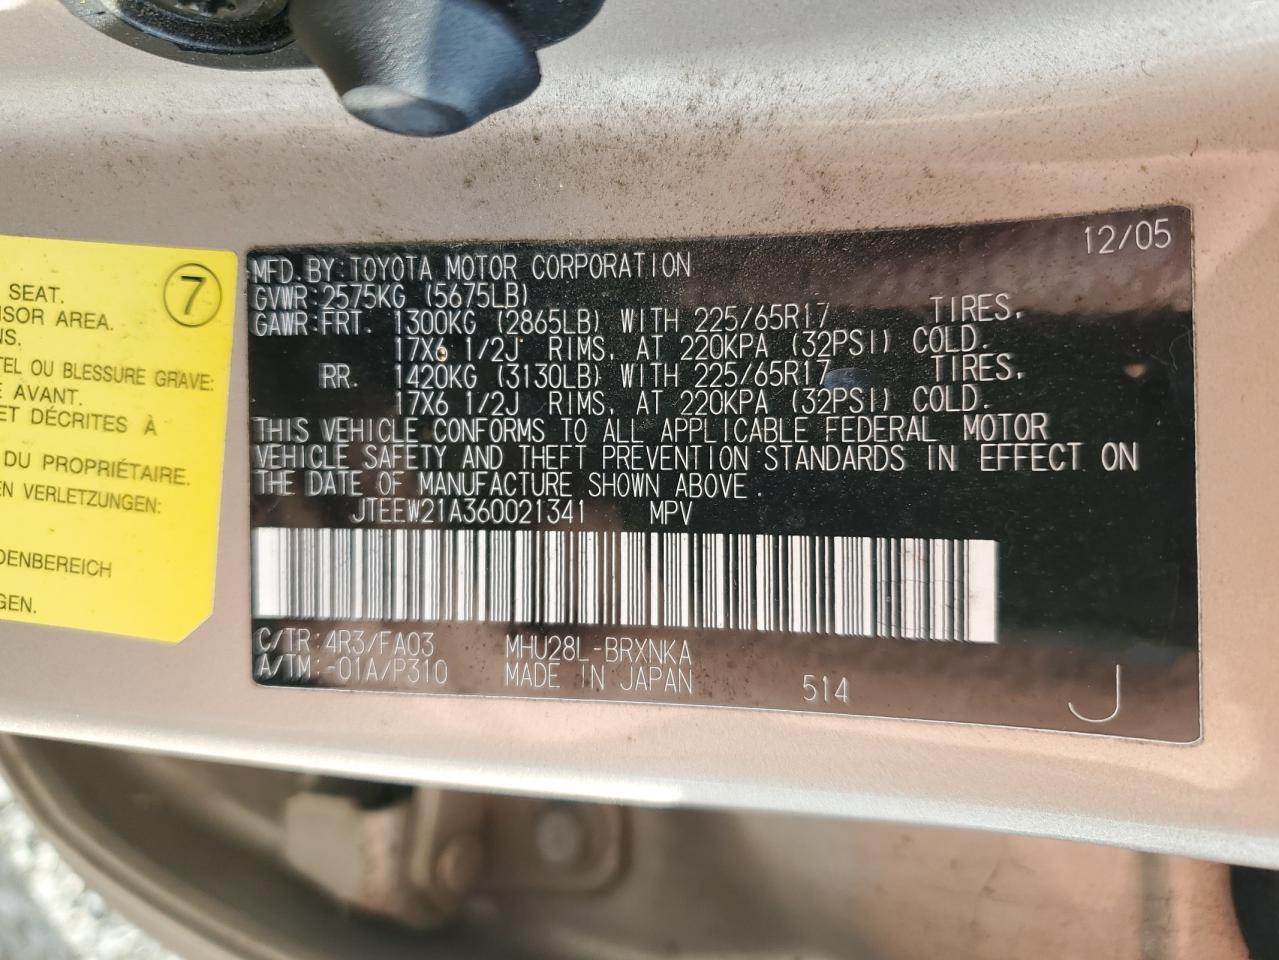 7
SEAT.
SOR AREA.
NS.
TEL OU BLESSURE GRAVE:
E AVANT.
ET DÉCRITES À
DU PROPRIÉTAIRE.
EN VERLETZUNGEN:
DENBEREICH
GEN.
12/05
MFD. BY: TOYOTA MOTOR CORPORATION
GVWR: 2575KG (5675LB)
GAWR: FRT. 1300KG (2865LB) WITH 225/65R17 TIRES,
17X6 1/2J RIMS, AT 220KPA (32PSI) COLD.
RR. 1420KG (3130LB) WITH 225/65R17 TIRES,
17X6 1/2J RIMS, AT 220KPA (32PSI) COLD.
THIS VEHICLE CONFORMS TO ALL APPLICABLE FEDERAL MOTOR
VEHICLE SAFETY AND THEFT PREVENTION STANDARDS IN EFFECT ON
THE DATE OF MANUFACTURE SHOWN ABOVE.
JTEEW21A360021341 MPV
C/TR: 4R3/FA03 MHU28L-BRXNKA
A/TM: -01A/P310 MADE IN JAPAN 514
J